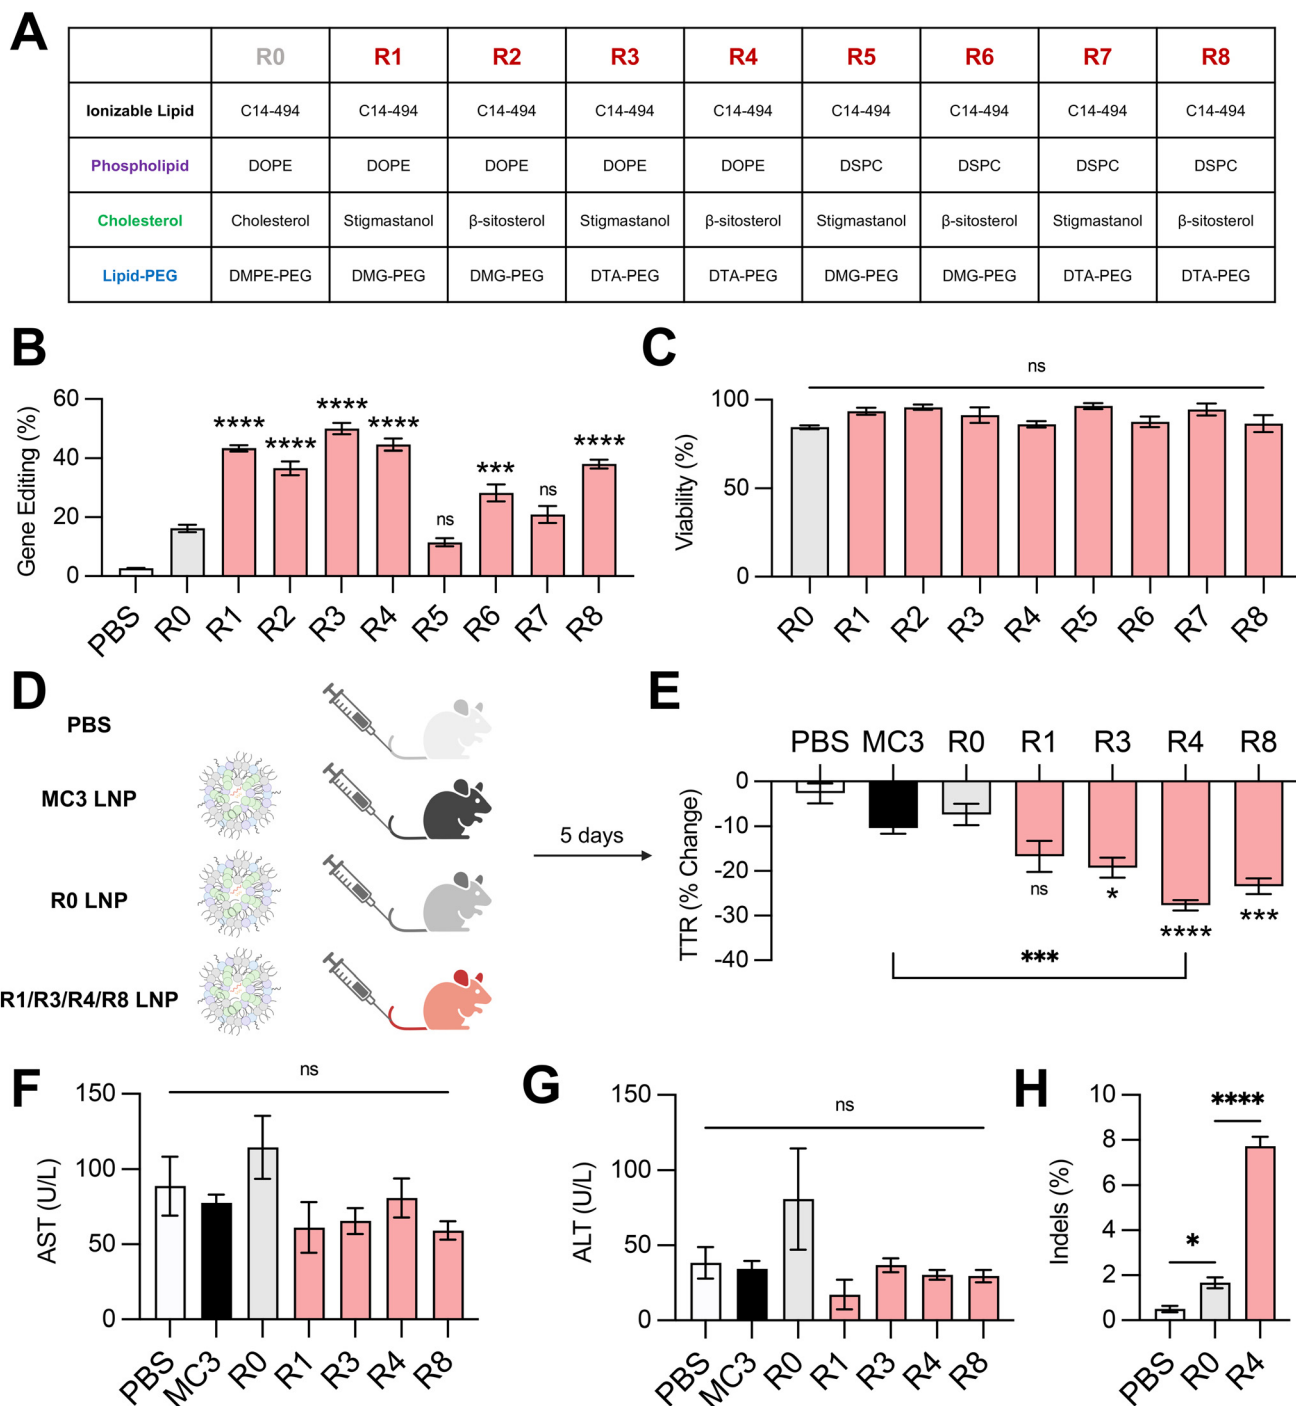 A
R0 R1 R2 R3 R4 R5 R6 R7 R8
Ionizable Lipid C14-494 C14-494 C14-494 C14-494 C14-494 C14-494 C14-494 C14-494 C14-494
Phospholipid DOPE DOPE DOPE DOPE DOPE DSPC DSPC DSPC DSPC
Cholesterol Cholesterol Stigmastanol β-sitosterol Stigmastanol β-sitosterol Stigmastanol β-sitosterol Stigmastanol β-sitosterol
Lipid-PEG DMPE-PEG DMG-PEG DMG-PEG DTA-PEG DTA-PEG DMG-PEG DMG-PEG DTA-PEG DTA-PEG
B
Gene Editing (%)
60
40
20
0
**** **** **** **** ns *** ns ****
PBS R0 R1 R2 R3 R4 R5 R6 R7 R8
C
ns
Viability (%)
100
50
0
R0 R1 R2 R3 R4 R5 R6 R7 R8
D
PBS
MC3 LNP
R0 LNP
R1/R3/R4/R8 LNP
5 days
E
PBS MC3 R0 R1 R3 R4 R8
TTR (% Change)
0
-10
-20
-30
-40
ns * **** ***
***
F
ns
AST (U/L)
150
100
50
0
PBS MC3 R0 R1 R3 R4 R8
G
ns
ALT (U/L)
150
100
50
0
PBS MC3 R0 R1 R3 R4 R8
H
Indels (%)
10
8
6
4
2
0
* ****
PBS R0 R4